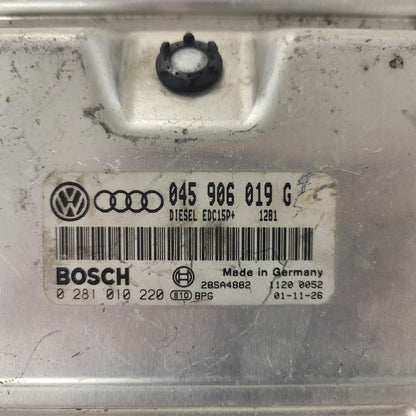 045 906 019 G
DIESEL EDC15P+ 1281
BOSCH Made in Germany
28SA4882 1120 0052
0 281 010 220 810 BPG 01-11-26